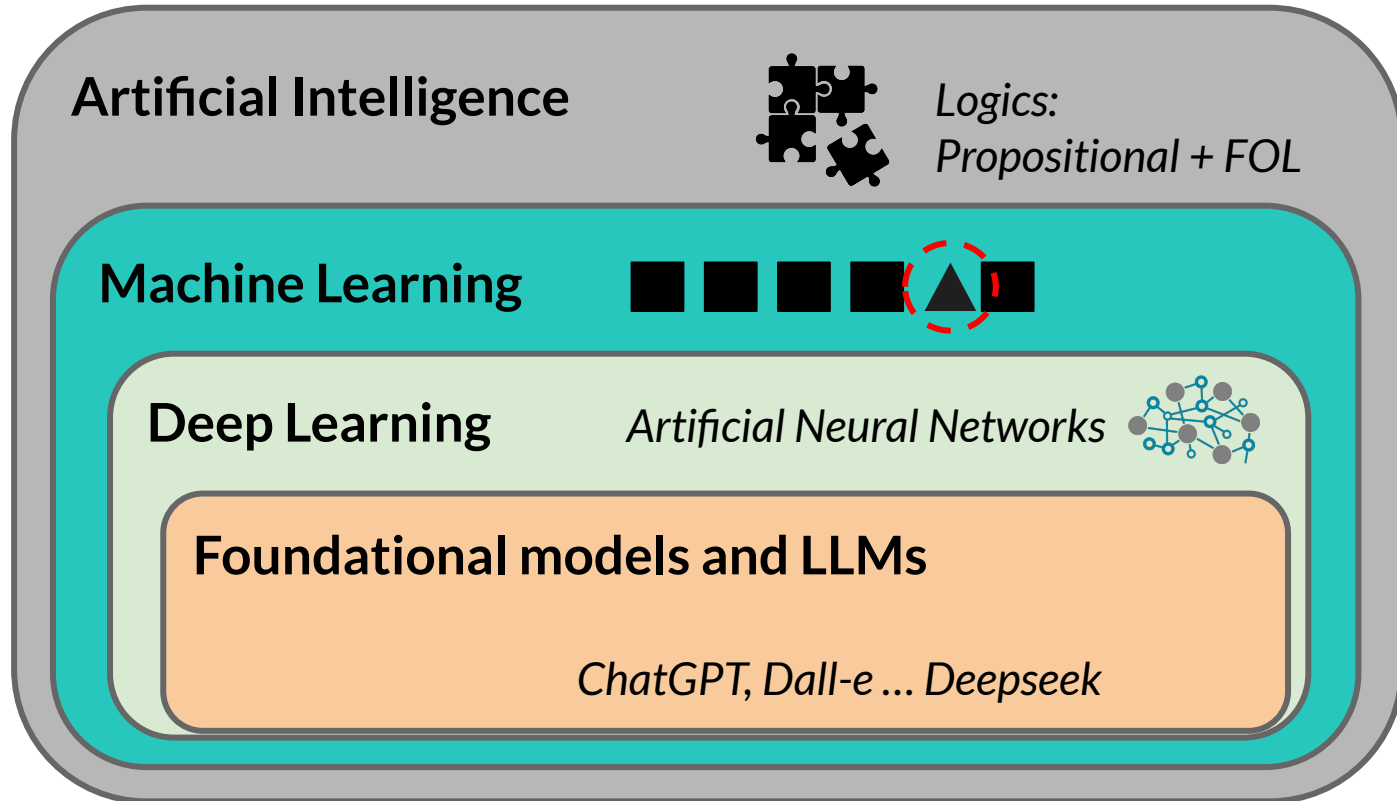 Artificial Intelligence
Logics:
Propositional + FOL
Machine Learning
Deep Learning
Artificial Neural Networks
Foundational models and LLMs
ChatGPT, Dall-e ... Deepseek